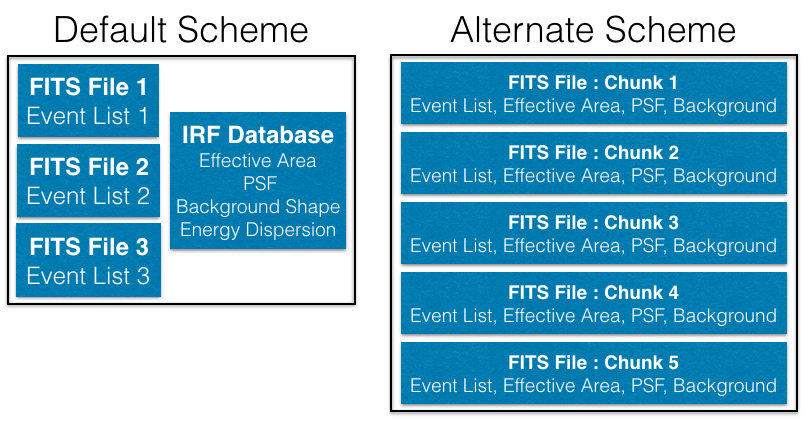 Default Scheme
FITS File 1
Event List 1
FITS File 2
Event List 2
FITS File 3
Event List 3
IRF Database
Effective Area
PSF
Background Shape
Energy Dispersion
Alternate Scheme
FITS File : Chunk 1
Event List, Effective Area, PSF, Background
FITS File : Chunk 2
Event List, Effective Area, PSF, Background
FITS File : Chunk 3
Event List, Effective Area, PSF, Background
FITS File : Chunk 4
Event List, Effective Area, PSF, Background
FITS File : Chunk 5
Event List, Effective Area, PSF, Background